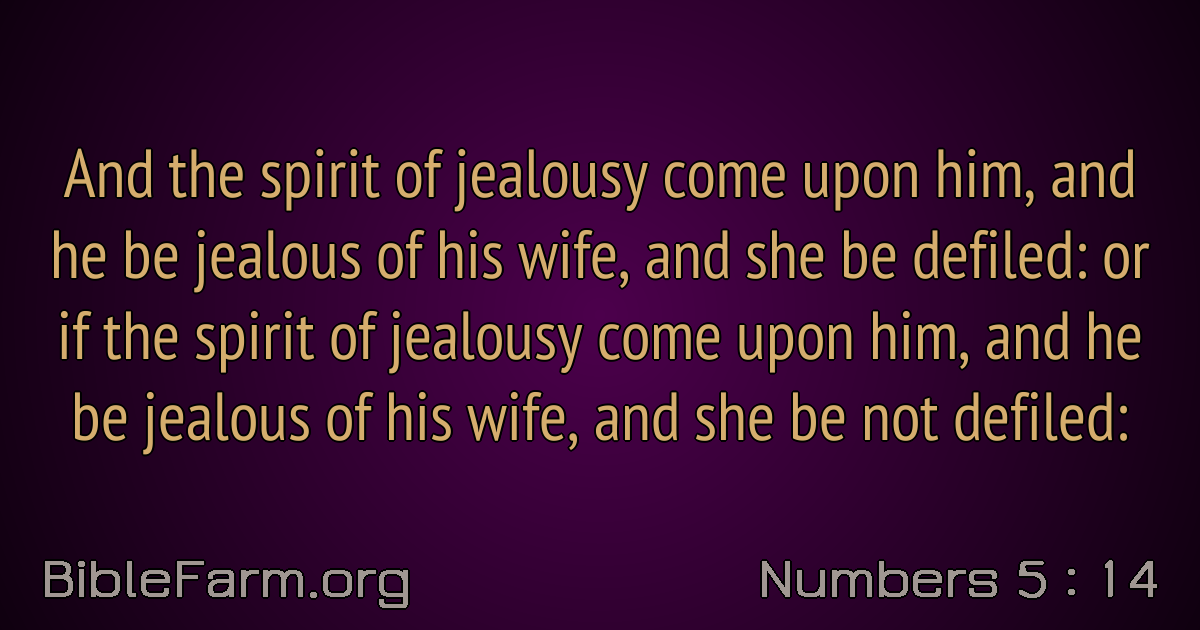 And the spirit of jealousy come upon him, and
he be jealous of his wife, and she be defiled: or
if the spirit of jealousy come upon him, and he
be jealous of his wife, and she be not defiled:
BibleFarm.org
Numbers 5 : 14